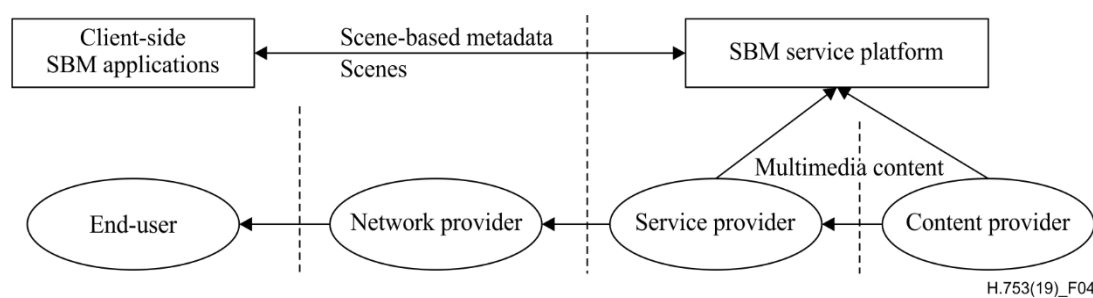 Client-side
SBM applications
Scene-based metadata
Scenes
SBM service platform
Multimedia content
End-user
Network provider
Service provider
Content provider
H.753(19)_F04